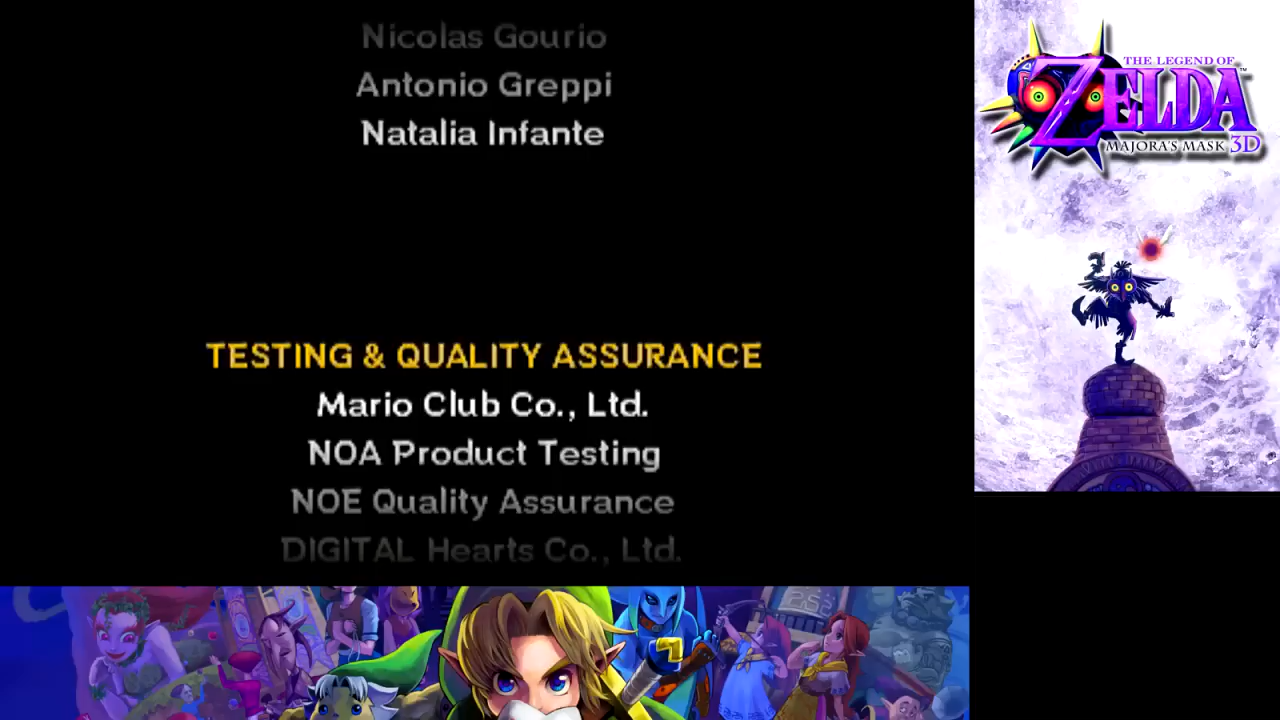 Nicolas Gourio
Antonio Greppi
Natalia Infante
TESTING & QUALITY ASSURANCE
Mario Club Co., Ltd.
NOA Product Testing
NOE Quality Assurance
DIGITAL Hearts Co., Ltd.
THE LEGEND OF
ZELDA
MAJORA'S MASK 3D